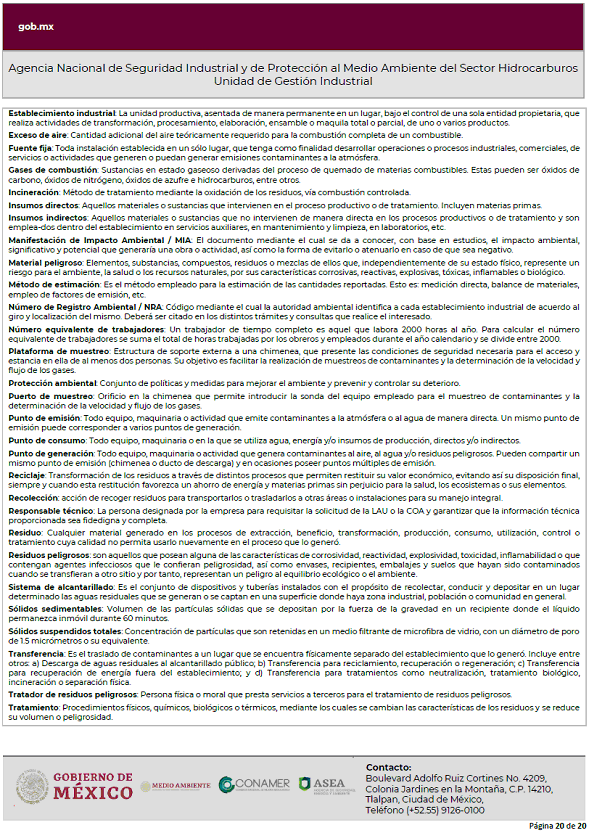 gob.mx
Agencia Nacional de Seguridad Industrial y de Protección al Medio Ambiente del Sector Hidrocarburos
Unidad de Gestión Industrial
Establecimiento industrial: La unidad productiva, asentada de manera permanente en un lugar, bajo el control de una sola entidad propietaria, que
realiza actividades de transformación, procesamiento, elaboración, ensamble o maquila total o parcial, de uno o varios productos.
Exceso de aire: Cantidad adicional del aire teóricamente requerido para la combustión completa de un combustible.
Fuente fija: Toda instalación establecida en un sólo lugar, que tenga como finalidad desarrollar operaciones o procesos industriales, comerciales, de
servicios o actividades que generen o puedan generar emisiones contaminantes a la atmósfera.
Gases de combustión: Sustancias en estado gaseoso derivadas del proceso de quemado de materias combustibles. Estas pueden ser óxidos de
carbono, óxidos de nitrógeno, óxidos de azufre e hidrocarburos, entre otros.
Incineración: Método de tratamiento mediante la oxidación de los residuos, vía combustión controlada.
Insumos directos: Aquellos materiales o sustancias que intervienen en el proceso productivo o de tratamiento. Incluyen materias primas.
Insumos indirectos: Aquellos materiales o sustancias que no intervienen de manera directa en los procesos productivos o de tratamiento y son
emplea-dos dentro del establecimiento en servicios auxiliares, en mantenimiento y limpieza, en laboratorios, etc.
Manifestación de Impacto Ambiental / MIA: El documento mediante el cual se da a conocer, con base en estudios, el impacto ambiental,
significativo y potencial que generaría una obra o actividad, así como la forma de evitarlo o atenuarlo en caso de que sea negativo.
Material peligroso: Elementos, substancias, compuestos, residuos o mezclas de ellos que, independientemente de su estado físico, represente un
riesgo para el ambiente, la salud o los recursos naturales, por sus características corrosivas, reactivas, explosivas, tóxicas, inflamables o biológico.
Método de estimación: Es el método empleado para la estimación de las cantidades reportadas. Esto es: medición directa, balance de materiales,
empleo de factores de emisión, etc.
Número de Registro Ambiental / NRA: Código mediante el cual la autoridad ambiental identifica a cada establecimiento industrial de acuerdo al
giro y localización del mismo. Deberá ser citado en los distintos trámites y consultas que realice el interesado.
Número equivalente de trabajadores: Un trabajador de tiempo completo es aquel que labora 2000 horas al año. Para calcular el número
equivalente de trabajadores se suma el total de horas trabajadas por los obreros y empleados durante el año calendario y se divide entre 2000.
Plataforma de muestreo: Estructura de soporte externa a una chimenea, que presente las condiciones de seguridad necesaria para el acceso y
estancia en ella de al menos dos personas. Su objetivo es facilitar la realización de muestreos de contaminantes y la determinación de la velocidad y
flujo de los gases.
Protección ambiental: Conjunto de políticas y medidas para mejorar el ambiente y prevenir y controlar su deterioro.
Puerto de muestreo: Orificio en la chimenea que permite introducir la sonda del equipo empleado para el muestreo de contaminantes y la
determinación de la velocidad y flujo de los gases.
Punto de emisión: Todo equipo, maquinaria o actividad que emite contaminantes a la atmósfera o al agua de manera directa. Un mismo punto de
emisión puede corresponder a varios puntos de generación.
Punto de consumo: Todo equipo, maquinaria o en la que se utiliza agua, energía y/o insumos de producción, directos y/o indirectos.
Punto de generación: Todo equipo, maquinaria o actividad que genera contaminantes al aire, al agua y/o residuos peligrosos. Pueden compartir un
mismo punto de emisión (chimenea o ducto de descarga) y en ocasiones poseer puntos múltiples de emisión.
Reciclaje: Transformación de los residuos a través de distintos procesos que permiten restituir su valor económico, evitando así su disposición final,
siempre y cuando esta restitución favorezca un ahorro de energía y materias primas sin perjuicio para la salud, los ecosistemas o sus elementos.
Recolección: acción de recoger residuos para transportarlos o trasladarlos a otras áreas o instalaciones para su manejo integral.
Responsable técnico: La persona designada por la empresa para requisitar la solicitud de la LAU o la COA y garantizar que la información técnica
proporcionada sea fidedigna y completa.
Residuo: Cualquier material generado en los procesos de extracción, beneficio, transformación, producción, consumo, utilización, control o
tratamiento cuya calidad no permita usarlo nuevamente en el proceso que lo generó.
Residuos peligrosos: son aquellos que posean alguna de las características de corrosividad, reactividad, explosividad, toxicidad, inflamabilidad o que
contengan agentes infecciosos que le confieran peligrosidad, así como envases, recipientes, embalajes y suelos que hayan sido contaminados
cuando se transfieran a otro sitio y por tanto, representan un peligro al equilibrio ecológico o el ambiente.
Sistema de alcantarillado: Es el conjunto de dispositivos y tuberías instalados con el propósito de recolectar, conducir y depositar en un lugar
determinado las aguas residuales que se generan o se captan en una superficie donde haya zona industrial, población o comunidad en general.
Sólidos sedimentables: Volumen de las partículas sólidas que se depositan por la fuerza de la gravedad en un recipiente donde el líquido
permanezca inmóvil durante 60 minutos.
Sólidos suspendidos totales: Concentración de partículas que son retenidas en un medio filtrante de microfibra de vidrio, con un diámetro de poro
de 1.5 micrómetros o su equivalente.
Transferencia: Es el traslado de contaminantes a un lugar que se encuentra físicamente separado del establecimiento que lo generó. Incluye entre
otros: a) Descarga de aguas residuales al alcantarillado público; b) Transferencia para reciclamiento, recuperación o regeneración; c) Transferencia
para recuperación de energía fuera del establecimiento; y d) Transferencia para tratamientos como neutralización, tratamiento biológico,
incineración o separación física.
Tratador de residuos peligrosos: Persona física o moral que presta servicios a terceros para el tratamiento de residuos peligrosos.
Tratamiento: Procedimientos físicos, químicos, biológicos o térmicos, mediante los cuales se cambian las características de los residuos y se reduce
su volumen o peligrosidad.
GOBIERNO DE
MÉXICO
MEDIO AMBIENTE
CONAMER
ASEA
Contacto:
Boulevard Adolfo Ruiz Cortines No. 4209,
Colonia Jardines en la Montaña, C.P. 14210,
Tlalpan, Ciudad de México,
Teléfono (+52.55) 9126-0100
Página 20 de 20